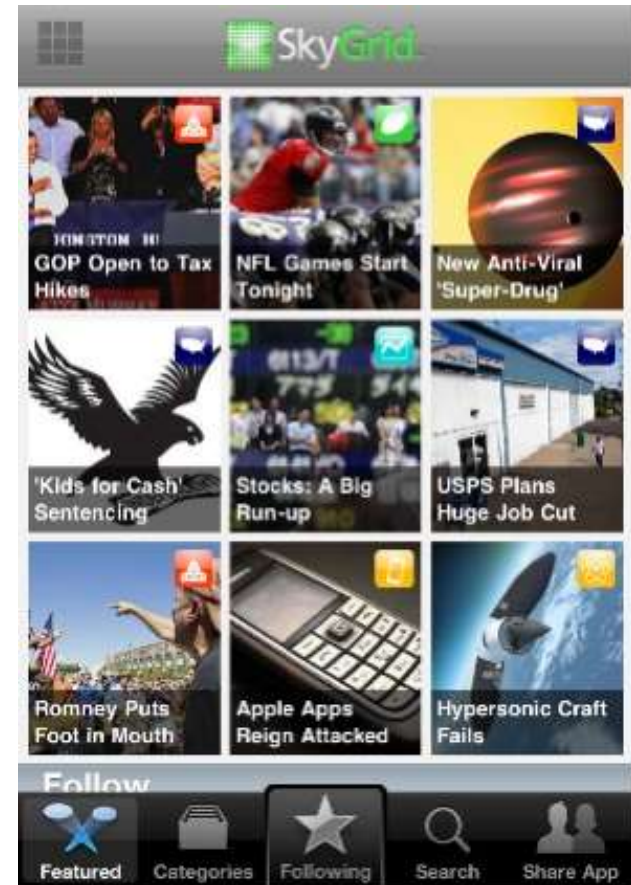 SkyGrid
GOP Open to Tax
Hikes
NFL Games Start
Tonight
New Anti-Viral
'Super-Drug'
'Kids for Cash'
Sentencing
Stocks: A Big
Run-up
USPS Plans
Huge Job Cut
Romney Puts
Foot in Mouth
Apple Apps
Reign Attacked
Hypersonic Craft
Fails
Follow
Featured
Categories
Following
Search
Share App